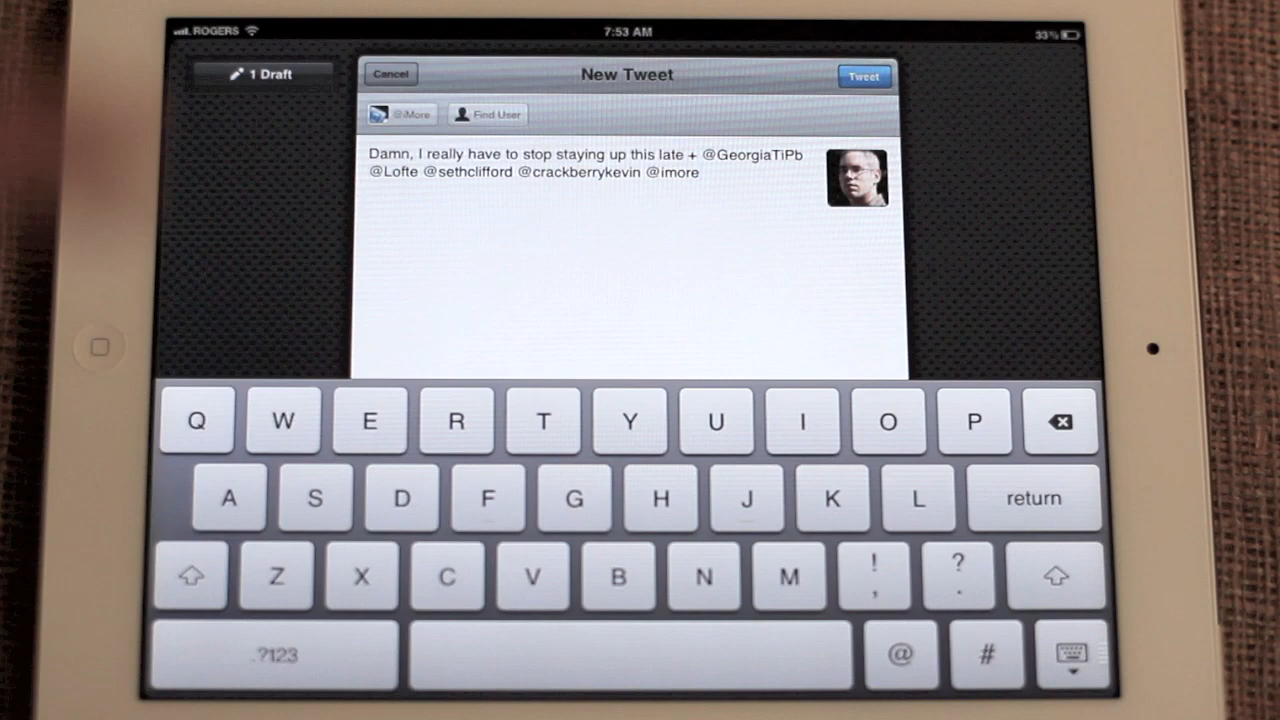 ROGERS
7:53 AM
33%
1 Draft
Cancel
New Tweet
Tweet
@iMore
Find User
Damn, I really have to stop staying up this late + @GeorgiaTiPb
@Lofte @sethclifford @crackberrykevin @imore
Q W E R T Y U I O P
A S D F G H J K L return
Z X C V B N M ! , ? .
.?123 @ #